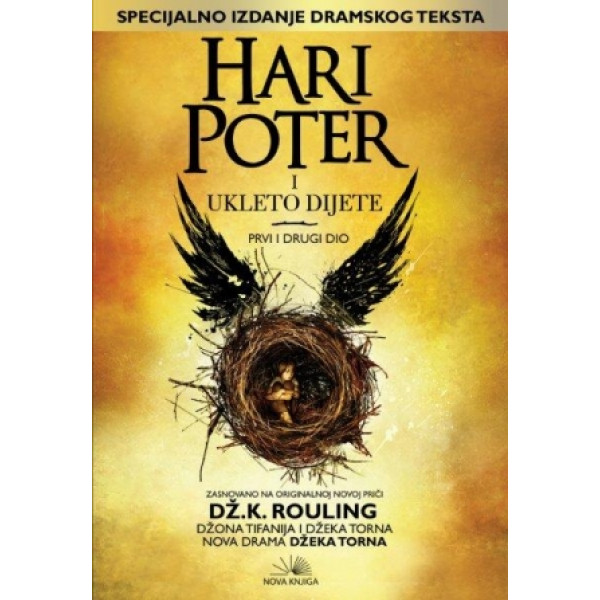 SPECIJALNO IZDANJE DRAMSKOG TEKSTA
HARI
POTER
I
UKLETO DIJETE
PRVI I DRUGI DIO
ZASNOVANO NA ORIGINALNOJ NOVOJ PRIČI
DŽ.K. ROULING
DŽONA TIFANIJA I DŽEKA TORNA
NOVA DRAMA DŽEKA TORNA
NOVA KNJIGA